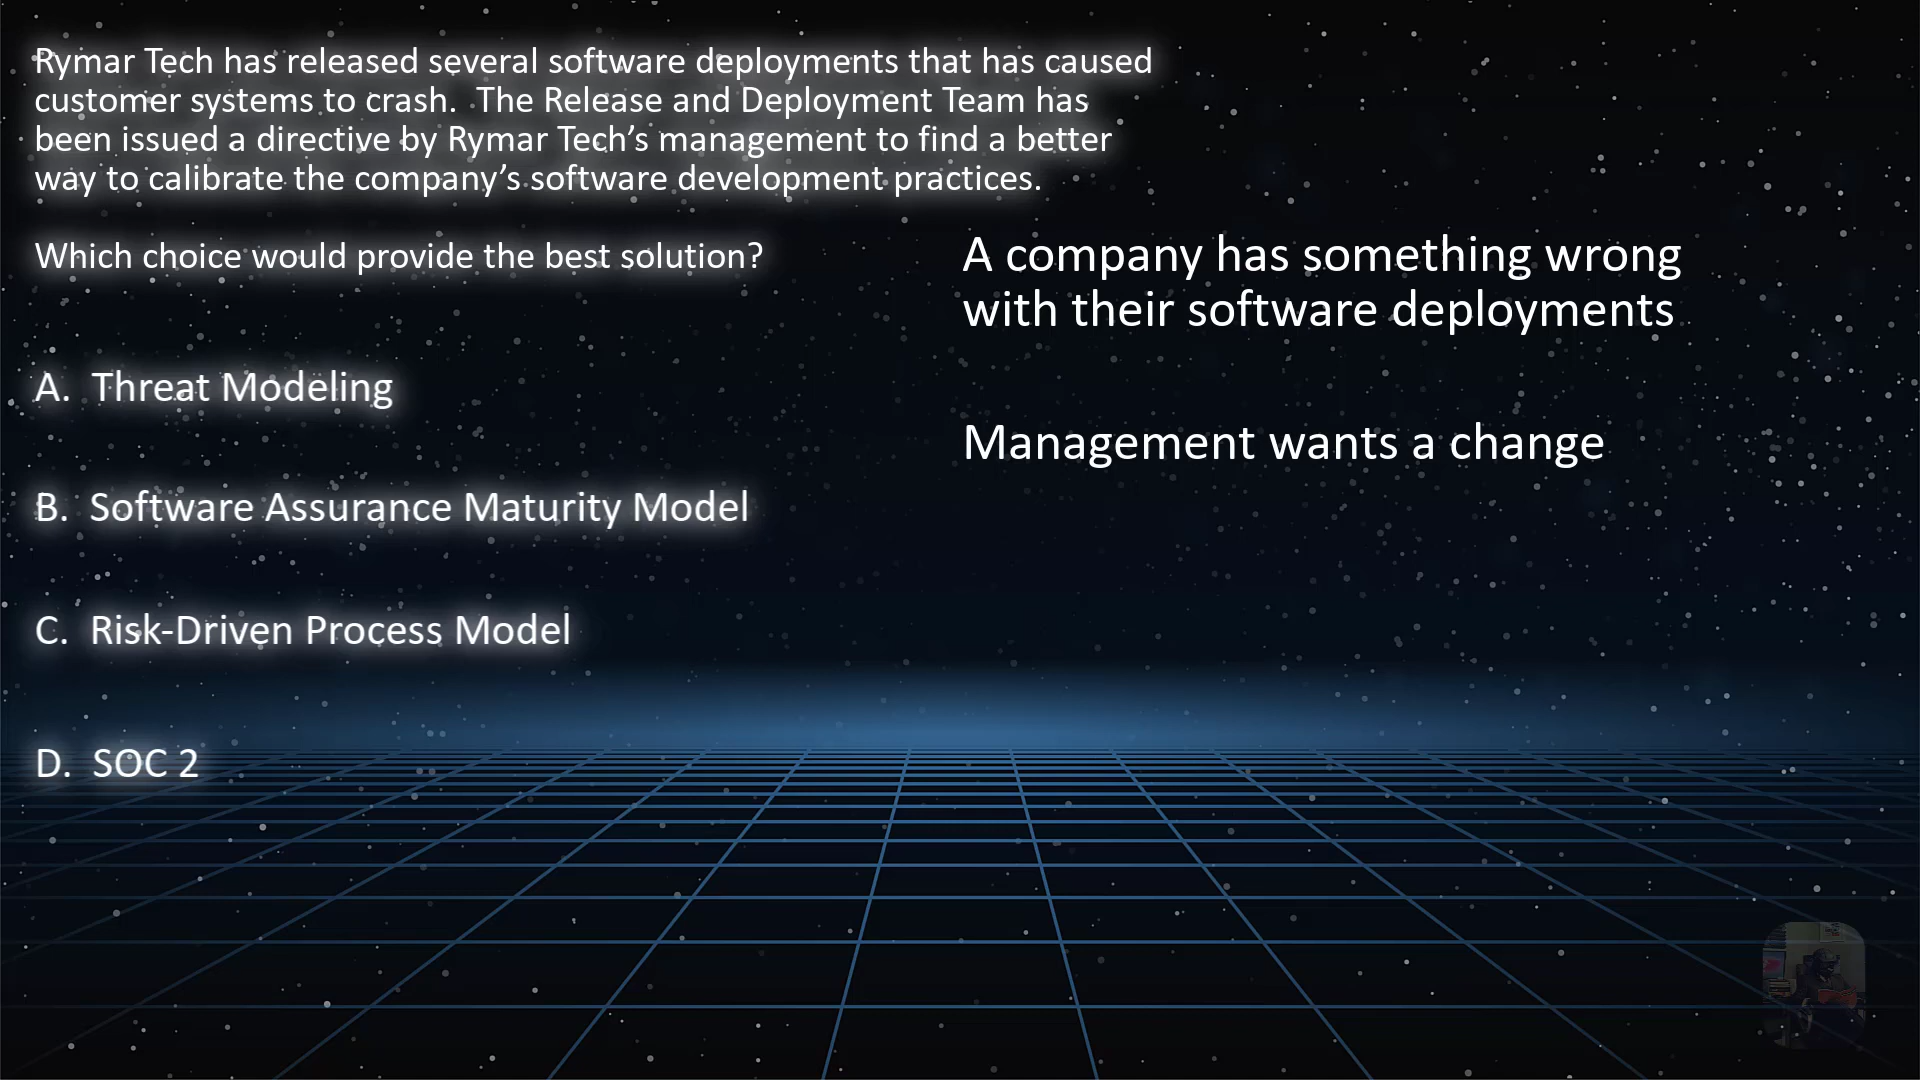 Rymar Tech has released several software deployments that has caused
customer systems to crash.  The Release and Deployment Team has
been issued a directive by Rymar Tech’s management to find a better
way to calibrate the company’s software development practices.
Which choice would provide the best solution?
A.  Threat Modeling
B.  Software Assurance Maturity Model
C.  Risk-Driven Process Model
D.  SOC 2
A company has something wrong
with their software deployments
Management wants a change